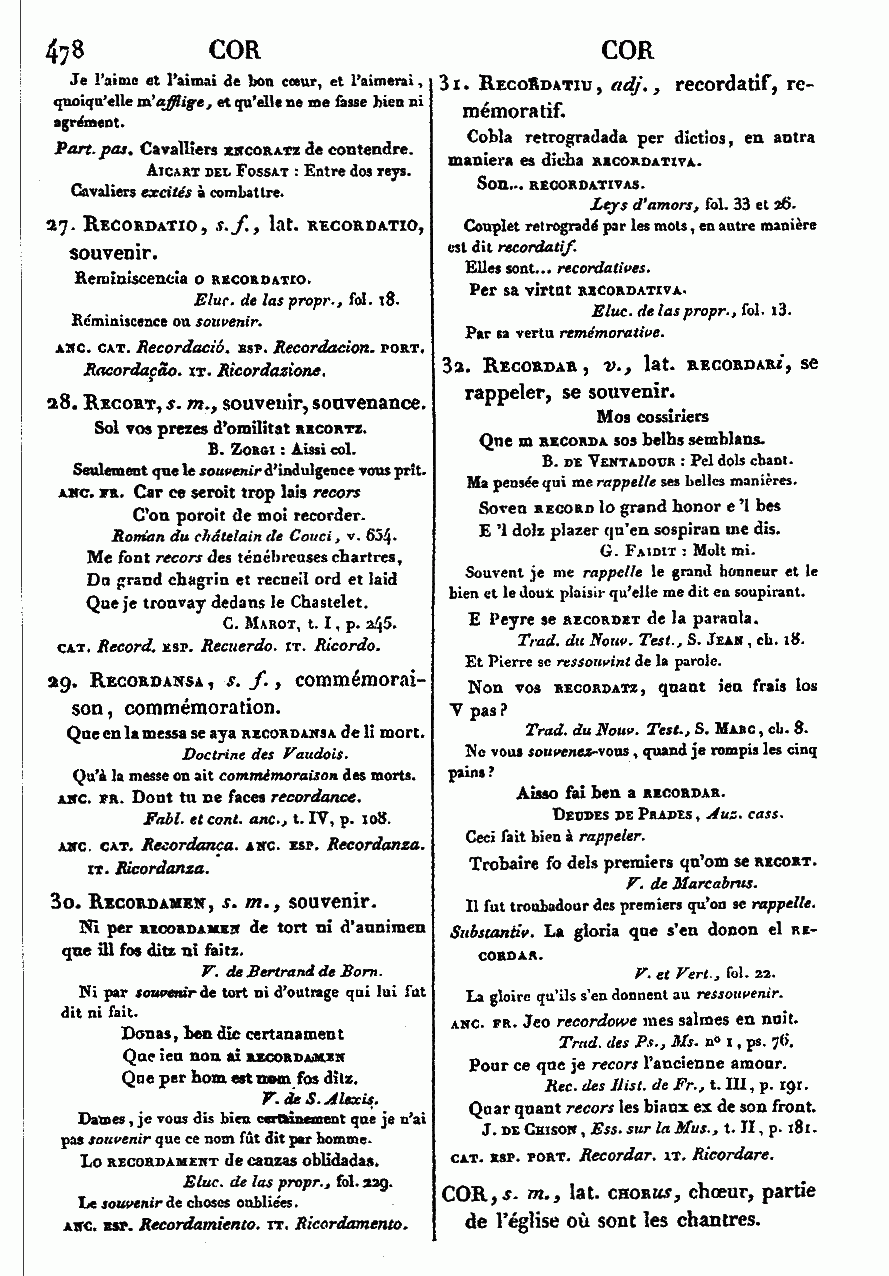 478 COR COR
Je l'aime et l'aimai de bon cœur, et l'aimerai,
quoiqu'elle m'afflige, et qu'elle ne me fasse bien ni
agrément.
Part. pas. Cavalliers ENCORATZ de contendre.
AICART DEL FOSSAT : Entre dos reys.
Cavaliers excités à combattre.
27. RECORDATIO, s. f., lat. RECORDATIO,
souvenir.
Reminiscencia o RECORDATIO.
Eluc. de las propr., fol. 18.
Réminiscence ou souvenir.
ANC. CAT. Recordació. ESP. Recordacion. PORT.
Racordação. IT. Ricordazione.
28. RECORT, s. m., souvenir, souvenance.
Sol vos prezes d'omilitat RECORTZ.
B. ZORGI : Aissi col.
Seulement que le souvenir d'indulgence vous prît.
ANC. FR. Car ce seroit trop lais recors
C'on poroit de moi recorder.
Roman du châtelain de Couci, v. 654.
Me font recors des ténébreuses chartres,
Du grand chagrin et recueil ord et laid
Que je trouvay dedans le Chastelet.
C. MAROT, t. I, p. 245.
CAT. Record. ESP. Recuerdo. IT. Ricordo.
29. RECORDANSA, s. f., commémorai-
son, commémoration.
Que en la messa se aya RECORDANSA de li mort.
Doctrine des Vaudois.
Qu'à la messe on ait commémoraison des morts.
ANC. FR. Dont tu ne faces recordance.
Fabl. et cont. anc., t. IV, p. 108.
ANC. CAT. Recordança. ANC. ESP. Recordanza.
IT. Ricordanza.
30. RECORDAMEN, s. m., souvenir.
Ni per RECORDAMEN de tort ni d'aunimen
que ill fos ditz ni faitz.
V. de Bertrand de Born.
Ni par souvenir de tort ni d'outrage qui lui fut
dit ni fait.
Donas, ben dic certanament
Que ieu non ai RECORDAMEN
Que per hom est nom fos ditz.
V. de S. Alexis.
Dames, je vous dis bien certainement que je n'ai
pas souvenir que ce nom fût dit par homme.
Lo RECORDAMENT de cauzas oblidadas.
Eluc. de las propr., fol. 229.
Le souvenir de choses oubliées.
ANC. ESP. Recordamiento. IT. Ricordamento.
31. RECORDATIU, adj., recordatif, re-
mémoratif.
Cobla retrogradada per dictios, en autra
maniera es dicha RECORDATIVA.
Son... RECORDATIVAS.
Leys d'amors, fol. 33 et 26.
Couplet retrogradé par les mots, en autre manière
est dit recordatif.
Elles sont... recordatives.
Per sa virtut RECORDATIVA.
Eluc. de las propr., fol. 13.
Par sa vertu remémorative.
32. RECORDAR, v., lat. RECORDARi, se
rappeler, se souvenir.
Mos cossiriers
Que m RECORDA sos belhs semblans.
B. DE VENTADOUR : Pel dols chant.
Ma pensée qui me rappelle ses belles manières.
Soven RECORD lo grand honor e 'l bes
E 'l dolz plazer qu'en sospiran me dis.
G. FAIDIT : Molt mi.
Souvent je me rappelle le grand honneur et le
bien et le doux plaisir qu'elle me dit en soupirant.
E Peyre se RECORDET de la paraula.
Trad. du Nouv. Test., S. JEAN, ch. 18.
Et Pierre se ressouvint de la parole.
Non vos RECORDATZ, quant ieu frais los
V pas?
Trad. du Nouv. Test., S. MARC, ch. 8.
Ne vous souvenez-vous, quand je rompis les cinq
pains?
Aisso fai ben a RECORDAR.
DEUDES DE PRADES, Auz. cass.
Ceci fait bien à rappeler.
Trobaire fo dels premiers qu'om se RECORT.
V. de Marcabrus.
Il fut troubadour des premiers qu'on se rappelle.
Substantiv. La gloria que s'en donon el RE-
CORDAR.
V. et Vert., fol. 22.
La gloire qu'ils s'en donnent au ressouvenir.
ANC. FR. Jeo recordowe mes salmes en nuit.
Trad. des Ps., Ms. nº 1, ps. 76.
Pour ce que je recors l'ancienne amour.
Rec. des Hist. de Fr., t. III, p. 191.
Quar quant recors les biaux ex de son front.
J. DE CHISON, Ess. sur la Mus., t. II, p. 181.
CAT. ESP. PORT. Recordar. IT. Ricordare.
COR, s. m., lat. CHORus, chœur, partie
de l'église où sont les chantres.